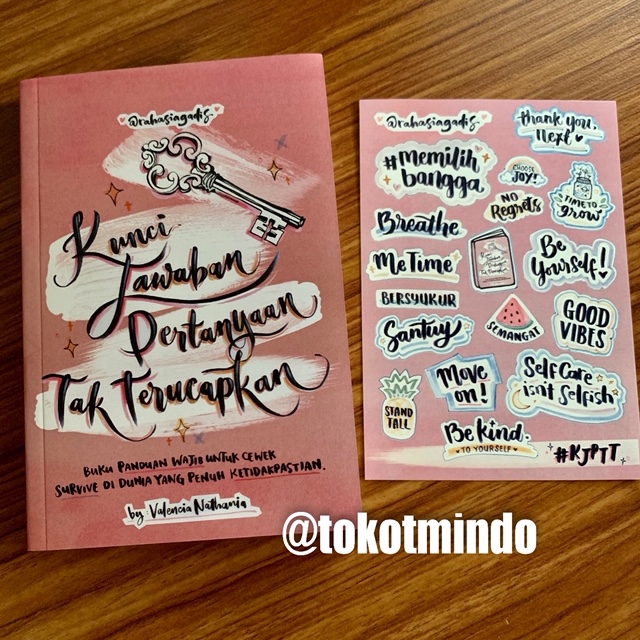 @rahasiagadis.
Kunci
Jawaban
Pertanyaan
Tak Terucapkan
BUKU PANDUAN WAJIB UNTUK CEWEK
SURVIVE DI DUNIA YANG PENUH KETIDAKPASTIAN.
by Valencia Nathania
@rahasiagadis.
thank you,
next
#memilih
bangga
CHOOSE
JOY!
NO
Regrets
TIME TO
grow
Breathe
Me Time
Be
Yourself!
BERSYUKUR
Santuy
SEMANGAT
GOOD
VIBES
STAND
TALL
Move
on!
Self Care
isn't Selfish
Be kind.
TO YOURSELF
#KJPTT
@tokotmindo